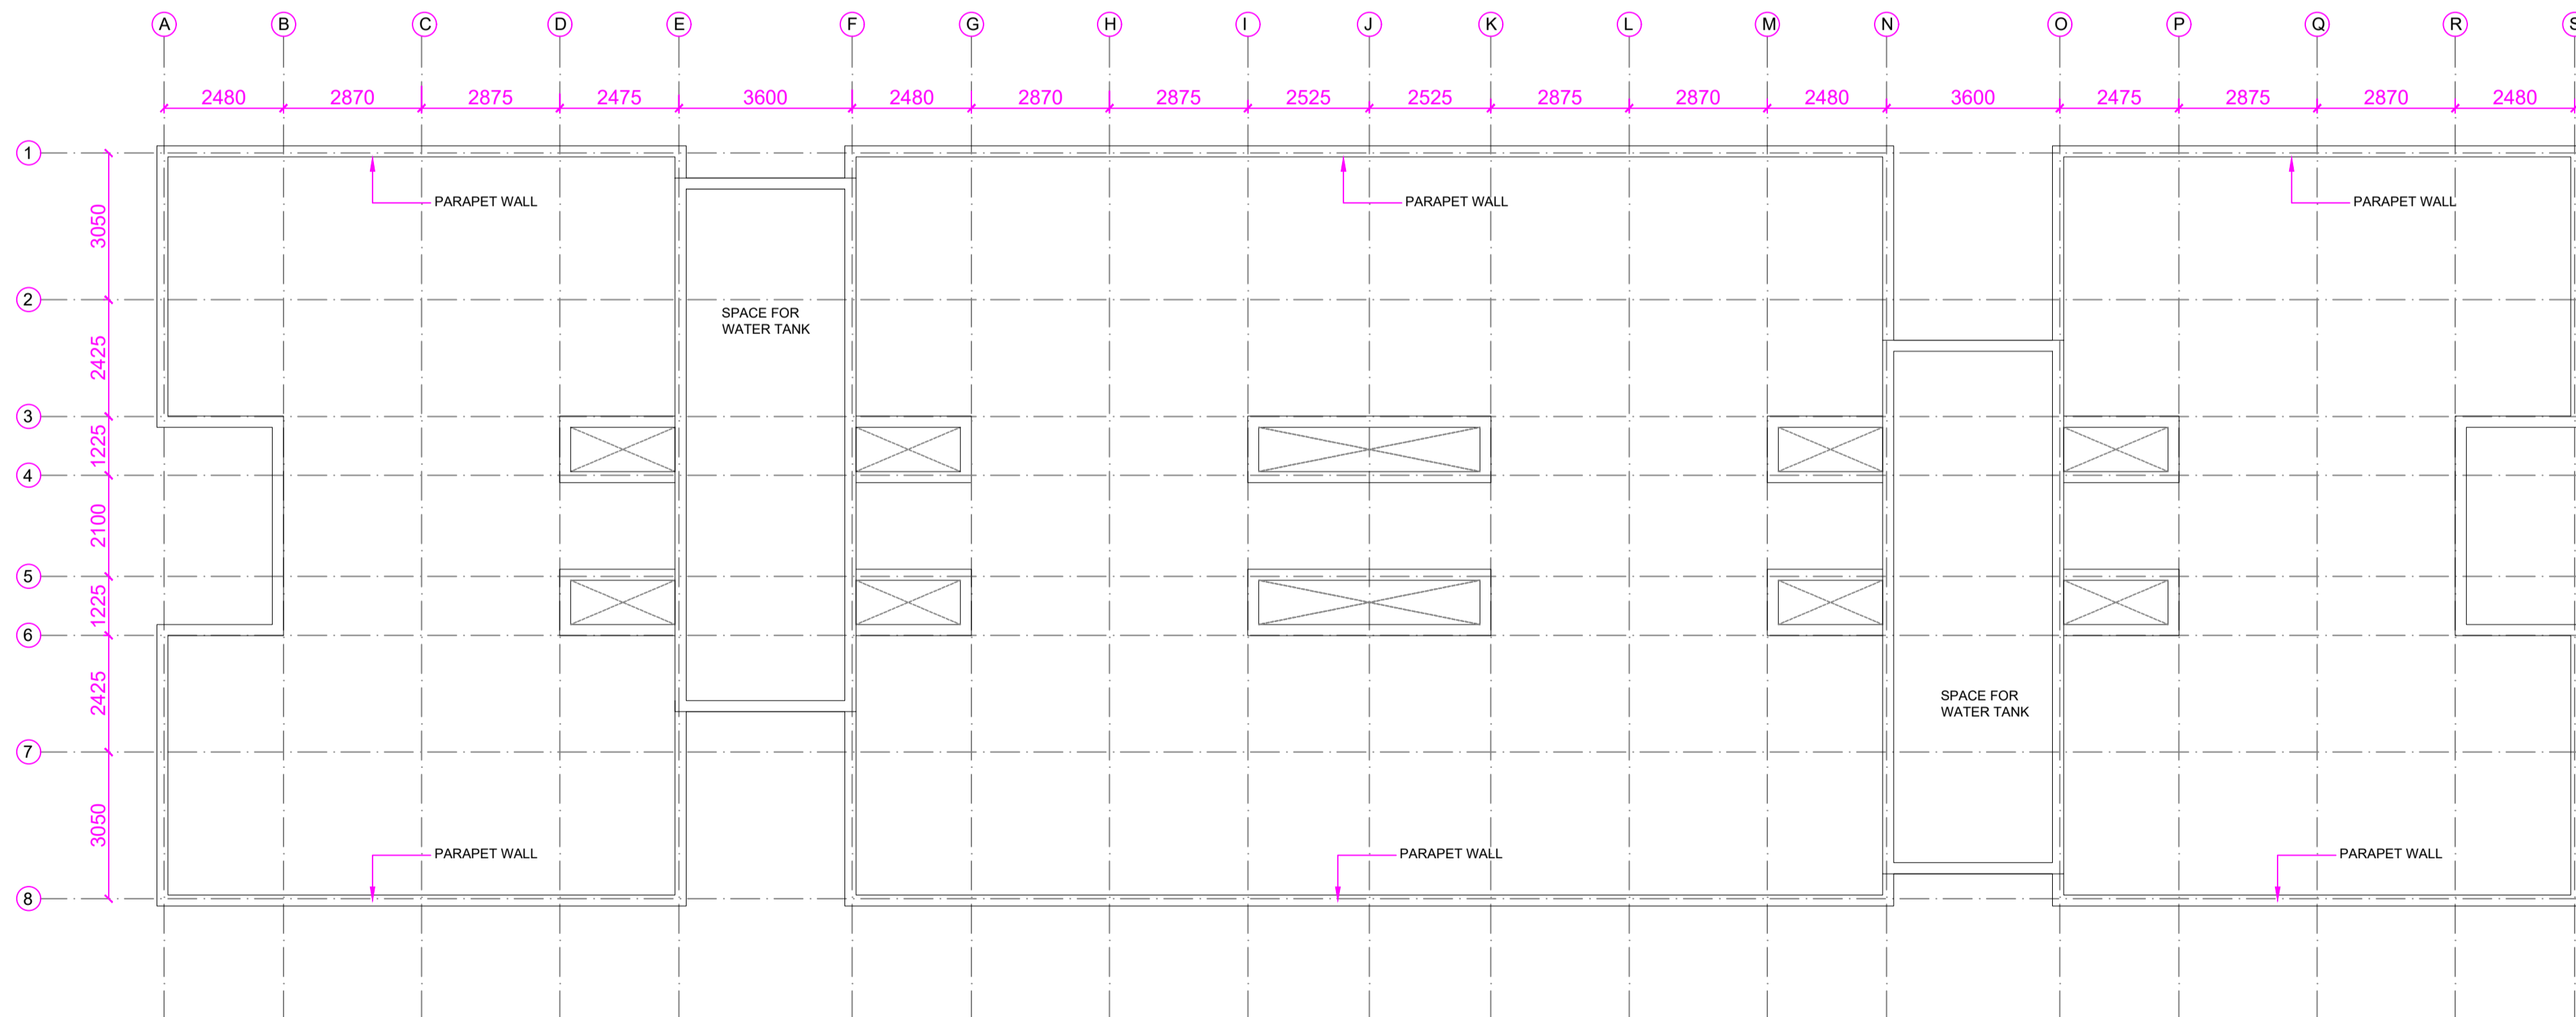 A B C D E F G H I J K L M N O P Q R S
2480 2870 2875 2475 3600 2480 2870 2875 2525 2525 2875 2870 2480 3600 2475 2875 2870 2480
1
PARAPET WALL PARAPET WALL PARAPET WALL
3050
2
SPACE FOR
WATER TANK
2425
3
1225
4
2100
5
1225
6
2425
SPACE FOR
WATER TANK
7
3050
PARAPET WALL PARAPET WALL PARAPET WALL
8